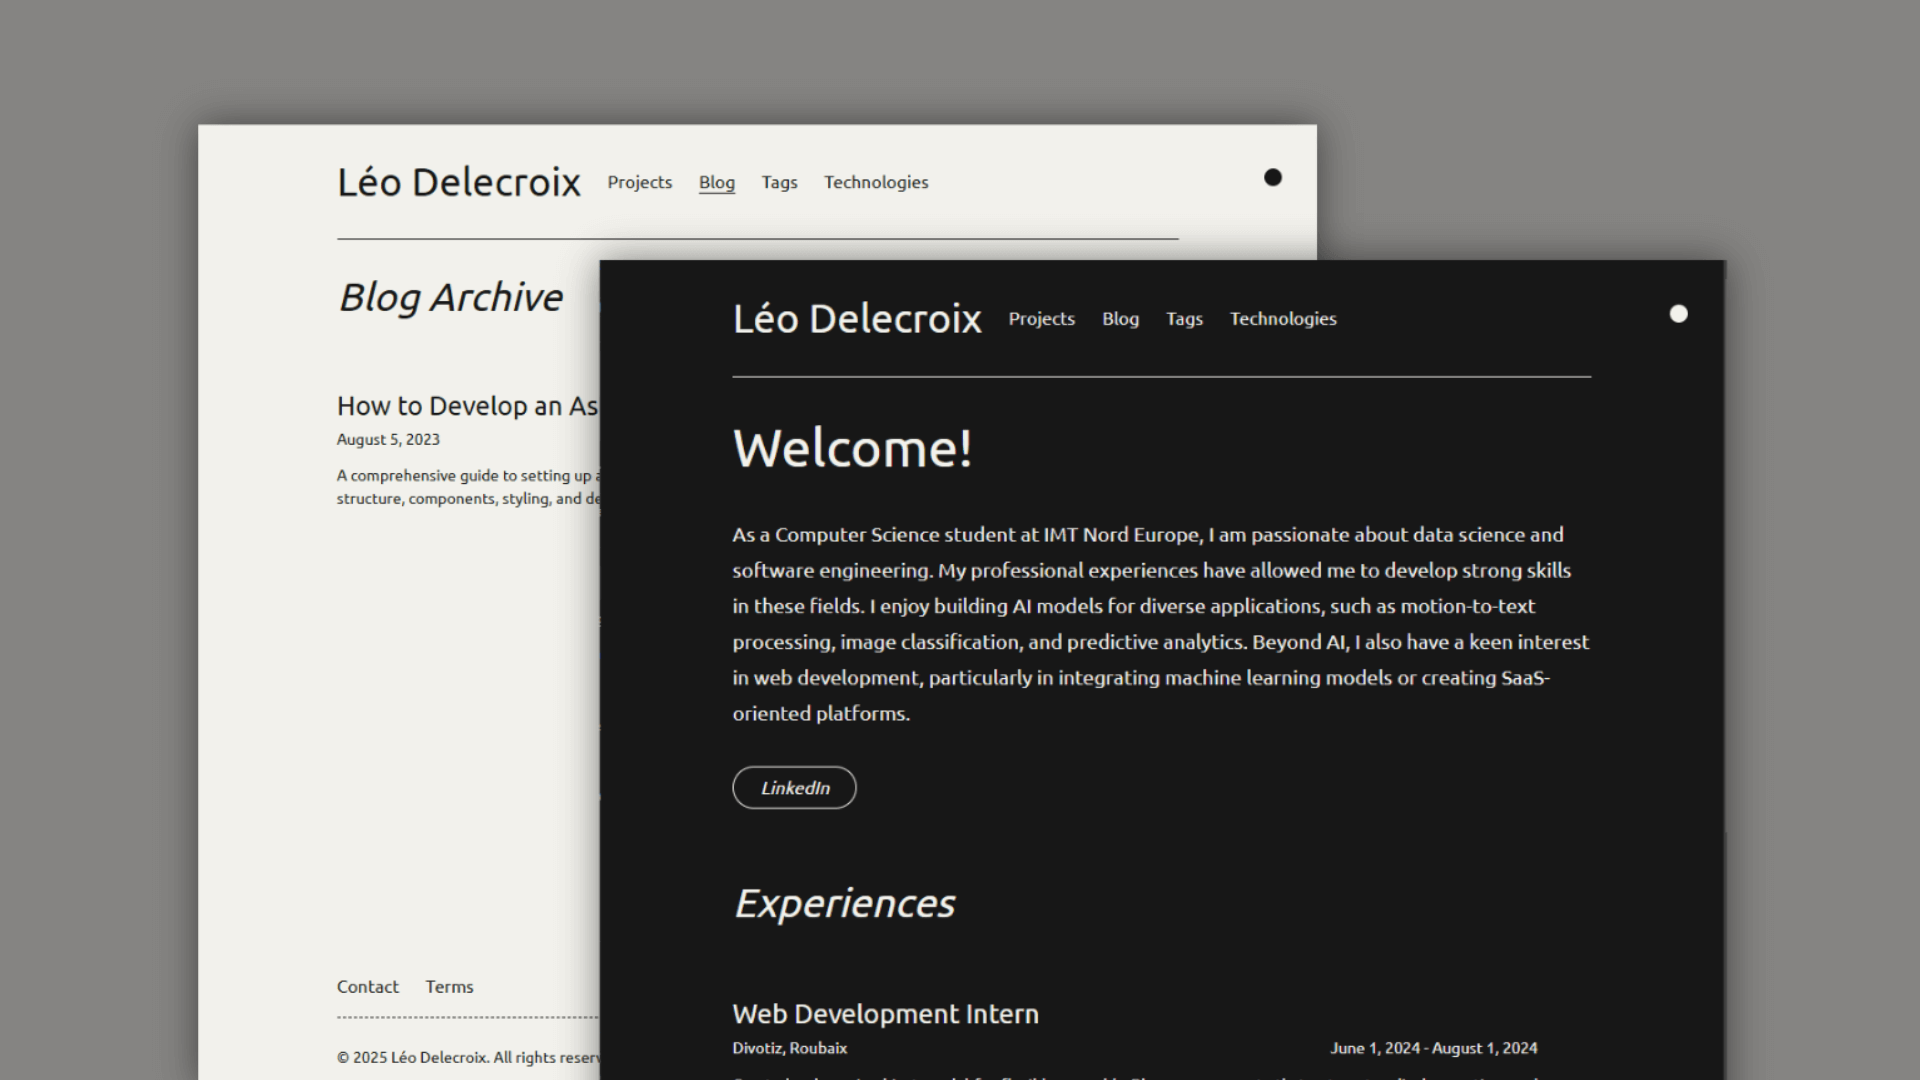 Léo Delecroix Projects Blog Tags Technologies
Blog Archive
How to Develop an As
August 5, 2023
A comprehensive guide to setting up
structure, components, styling, and de
Contact Terms
© 2025 Léo Delecroix. All rights reserv
Léo Delecroix Projects Blog Tags Technologies
Welcome!
As a Computer Science student at IMT Nord Europe, I am passionate about data science and
software engineering. My professional experiences have allowed me to develop strong skills
in these fields. I enjoy building AI models for diverse applications, such as motion-to-text
processing, image classification, and predictive analytics. Beyond AI, I also have a keen interest
in web development, particularly in integrating machine learning models or creating SaaS-
oriented platforms.
LinkedIn
Experiences
Web Development Intern
Divotiz, Roubaix June 1, 2024 - August 1, 2024